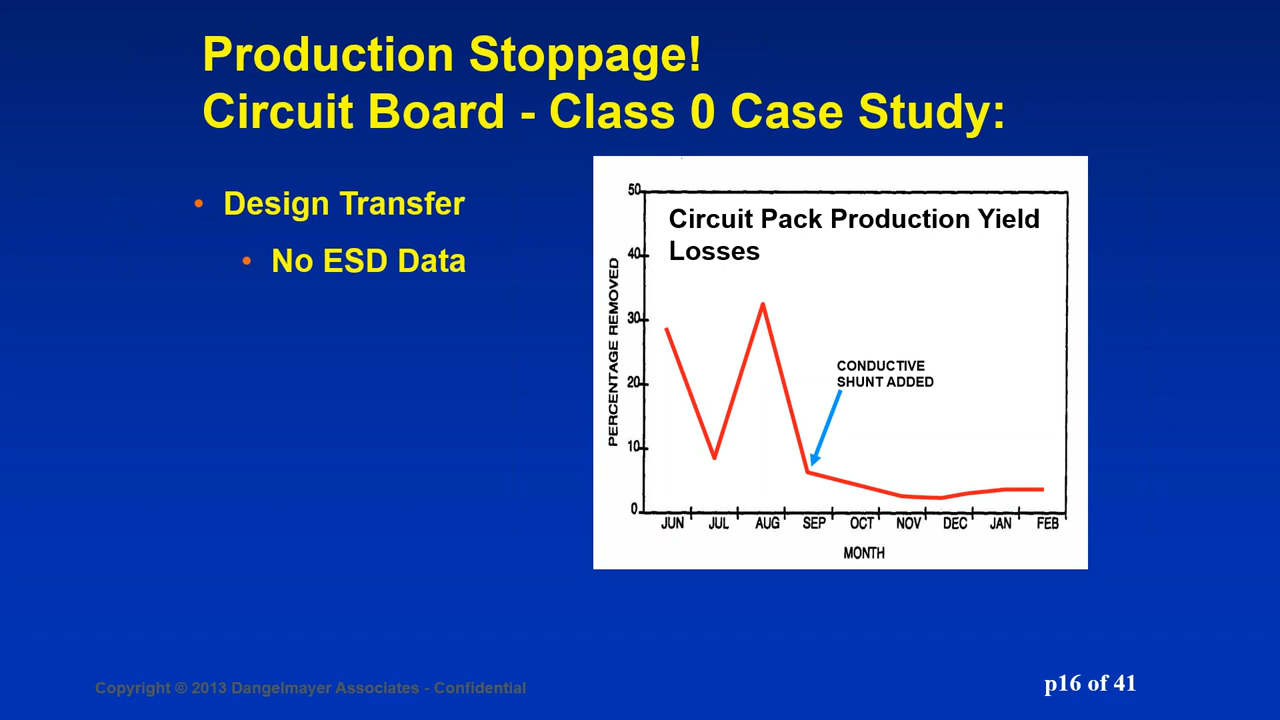 Production Stoppage!
Circuit Board - Class 0 Case Study:
• Design Transfer
• No ESD Data
Circuit Pack Production Yield
Losses
PERCENTAGE REMOVED
50
40
30
20
10
0
CONDUCTIVE
SHUNT ADDED
JUN JUL AUG SEP OCT NOV DEC JAN FEB
MONTH
Copyright © 2013 Dangelmayer Associates - Confidential
p16 of 41